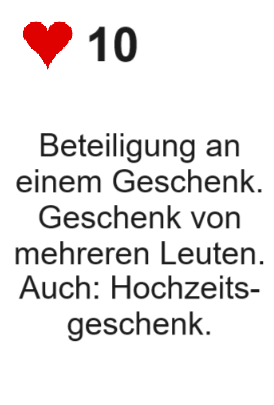 ♥ 10
Beteiligung an
einem Geschenk.
Geschenk von
mehreren Leuten.
Auch: Hochzeits-
geschenk.